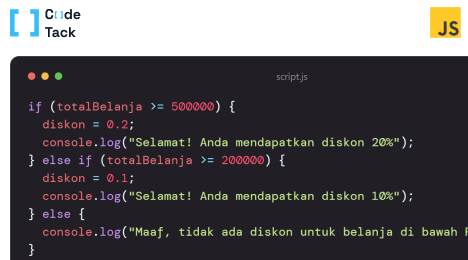 C[]de
Tack
JS
script.js
if (totalBelanja >= 500000) {
diskon = 0.2;
console.log("Selamat! Anda mendapatkan diskon 20%");
} else if (totalBelanja >= 200000) {
diskon = 0.1;
console.log("Selamat! Anda mendapatkan diskon 10%");
} else {
console.log("Maaf, tidak ada diskon untuk belanja di bawah
}